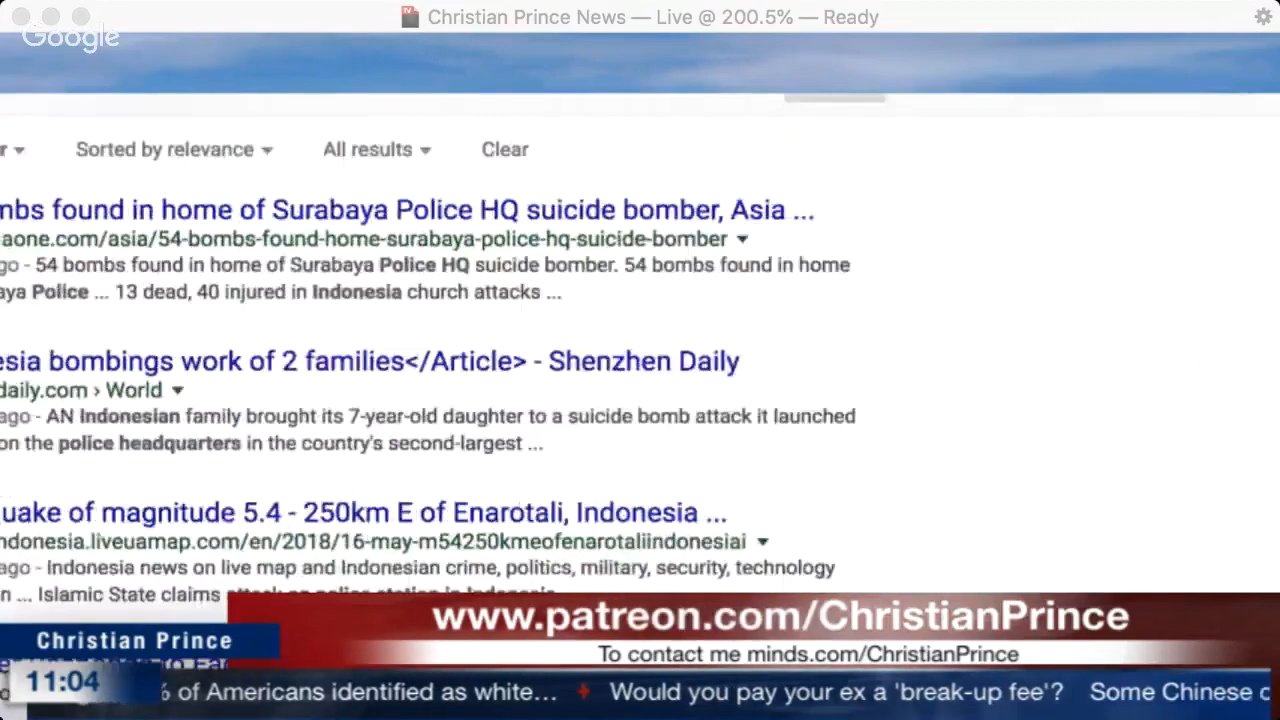 Christian Prince News — Live @ 200.5% — Ready
Google
r
Sorted by relevance
All results
Clear
mbs found in home of Surabaya Police HQ suicide bomber, Asia ...
aone.com/asia/54-bombs-found-home-surabaya-police-hq-suicide-bomber
go - 54 bombs found in home of Surabaya Police HQ suicide bomber. 54 bombs found in home
aya Police ... 13 dead, 40 injured in Indonesia church attacks ...
esia bombings work of 2 families</Article> - Shenzhen Daily
daily.com › World
ago - AN Indonesian family brought its 7-year-old daughter to a suicide bomb attack it launched
on the police headquarters in the country's second-largest ...
uake of magnitude 5.4 - 250km E of Enarotali, Indonesia ...
ndonesia.liveuamap.com/en/2018/16-may-m54250kmeofenarotaliindonesiai
ago - Indonesia news on live map and Indonesian crime, politics, military, security, technology
n ... Islamic State claims attack on police station in Indonesia
www.patreon.com/ChristianPrince
Christian Prince
To contact me minds.com/ChristianPrince
11:04
% of Americans identified as white... Would you pay your ex a 'break-up fee'? Some Chinese c